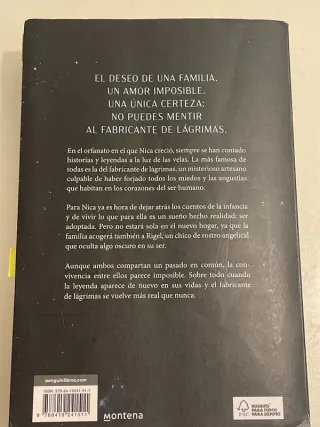 EL DESEO DE UNA FAMILIA.
UN AMOR IMPOSIBLE.
UNA ÚNICA CERTEZA:
NO PUEDES MENTIR
AL FABRICANTE DE LÁGRIMAS.
En el orfanato en el que Nica creció, siempre se han contado
historias y leyendas a la luz de las velas. La más famosa de
todas es la del fabricante de lágrimas, un misterioso artesano
culpable de haber forjado todos los miedos y las angustias
que habitan en los corazones del ser humano.
Para Nica ya es hora de dejar atrás los cuentos de la infancia
y de vivir lo que para ella es un sueño hecho realidad: ser
adoptada. Pero no estará sola en el nuevo hogar, ya que la
familia acogerá también a Rigel, un chico de rostro angelical
que oculta algo oscuro en su ser.
Aunque ambos compartan un pasado en común, la con-
vivencia entre ellos parece imposible. Sobre todo cuando
la leyenda aparece de nuevo en sus vidas y el fabricante
de lágrimas se vuelve más real que nunca.
penguinlibros.com
montena
FSC
BOSQUES
PARA TODOS
PARA SIEMPRE